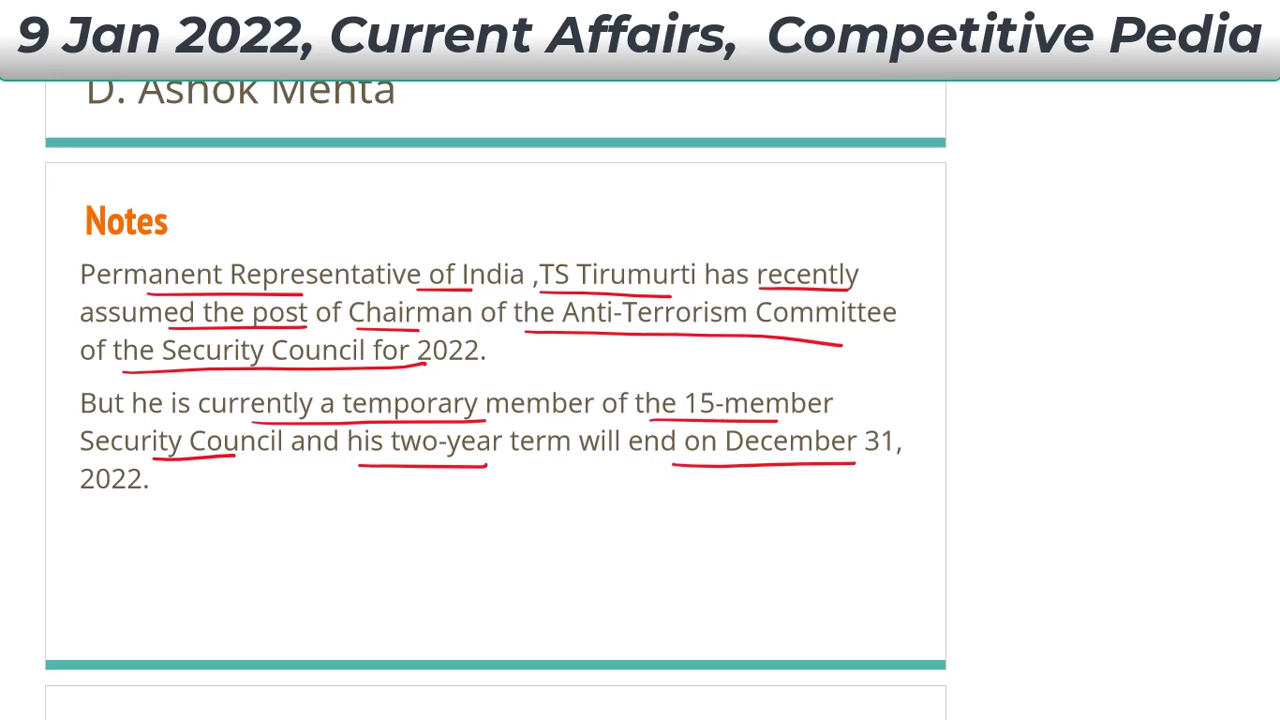 9 Jan 2022, Current Affairs, Competitive Pedia
D. Ashok Menta
Notes
Permanent Representative of India ,TS Tirumurti has recently
assumed the post of Chairman of the Anti-Terrorism Committee
of the Security Council for 2022.
But he is currently a temporary member of the 15-member
Security Council and his two-year term will end on December 31,
2022.